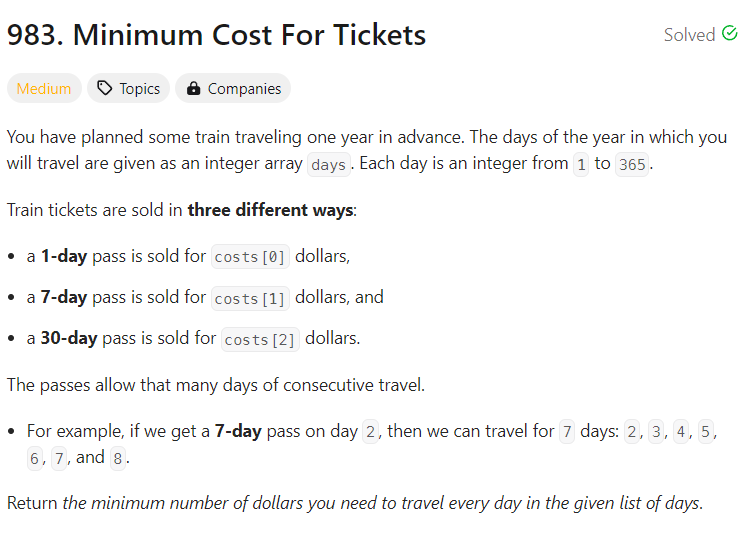 983. Minimum Cost For Tickets
Solved
Medium
Topics
Companies
You have planned some train traveling one year in advance. The days of the year in which you
will travel are given as an integer array days. Each day is an integer from 1 to 365.
Train tickets are sold in three different ways:
• a 1-day pass is sold for costs[0] dollars,
• a 7-day pass is sold for costs[1] dollars, and
• a 30-day pass is sold for costs[2] dollars.
The passes allow that many days of consecutive travel.
• For example, if we get a 7-day pass on day 2, then we can travel for 7 days: 2, 3, 4, 5,
6, 7, and 8.
Return the minimum number of dollars you need to travel every day in the given list of days.